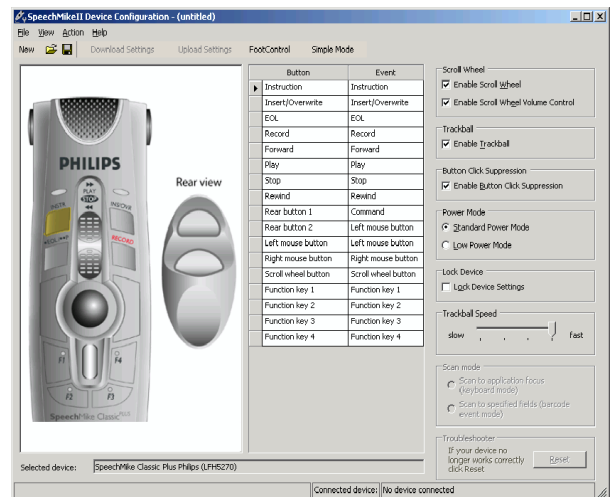 SpeechMikeII Device Configuration - (untitled)
File View Action Help
New Download Settings Upload Settings FootControl Simple Mode
PHILIPS
PLAY
STOP
INSTR
INS/OVR
EOL
RECORD
F1
F4
F2
F3
SpeechMike Classic PLUS
Rear view
Button Event
Instruction Instruction
Insert/Overwrite Insert/Overwrite
EOL EOL
Record Record
Forward Forward
Play Play
Stop Stop
Rewind Rewind
Rear button 1 Command
Rear button 2 Left mouse button
Left mouse button Left mouse button
Right mouse button Right mouse button
Scroll wheel button Scroll wheel button
Function key 1 Function key 1
Function key 2 Function key 2
Function key 3 Function key 3
Function key 4 Function key 4
Scroll Wheel
Enable Scroll Wheel
Enable Scroll Wheel Volume Control
Trackball
Enable Trackball
Button Click Suppression
Enable Button Click Suppression
Power Mode
Standard Power Mode
Low Power Mode
Lock Device
Lock Device Settings
Trackball Speed
slow fast
Scan mode
Scan to application focus
(keyboard mode)
Scan to specified fields (barcode
event mode)
Troubleshooter
If your device no
longer works correctly
click Reset
Reset
Selected device: SpeechMike Classic Plus Philips (LFH5270)
Connected device: No device connected